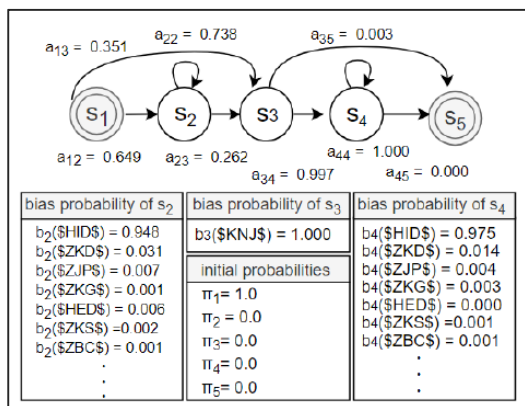 a22 = 0.738
a35 = 0.003
a13 = 0.351
s1
s2
s3
s4
s5
a12 = 0.649
a23 = 0.262
a44 = 1.000
a34 = 0.997
a45 = 0.000
bias probability of s2
b2($HID$) = 0.948
b2($ZKD$) = 0.031
b2($ZJP$) = 0.007
b2($ZKG$) = 0.001
b2($HED$) = 0.006
b2($ZKS$) =0.002
b2($ZBC$) = 0.001
.
.
.
bias probability of s3
b3($KNJ$) = 1.000
initial probabilities
π1= 1.0
π2 = 0.0
π3= 0.0
π4= 0.0
π5= 0.0
bias probability of s4
b4($HID$) = 0.975
b4($ZKD$) = 0.014
b4($ZJP$) = 0.004
b4($ZKG$) = 0.003
b4($HED$) = 0.000
b4($ZKS$) =0.001
b4($ZBC$) = 0.001
.
.
.